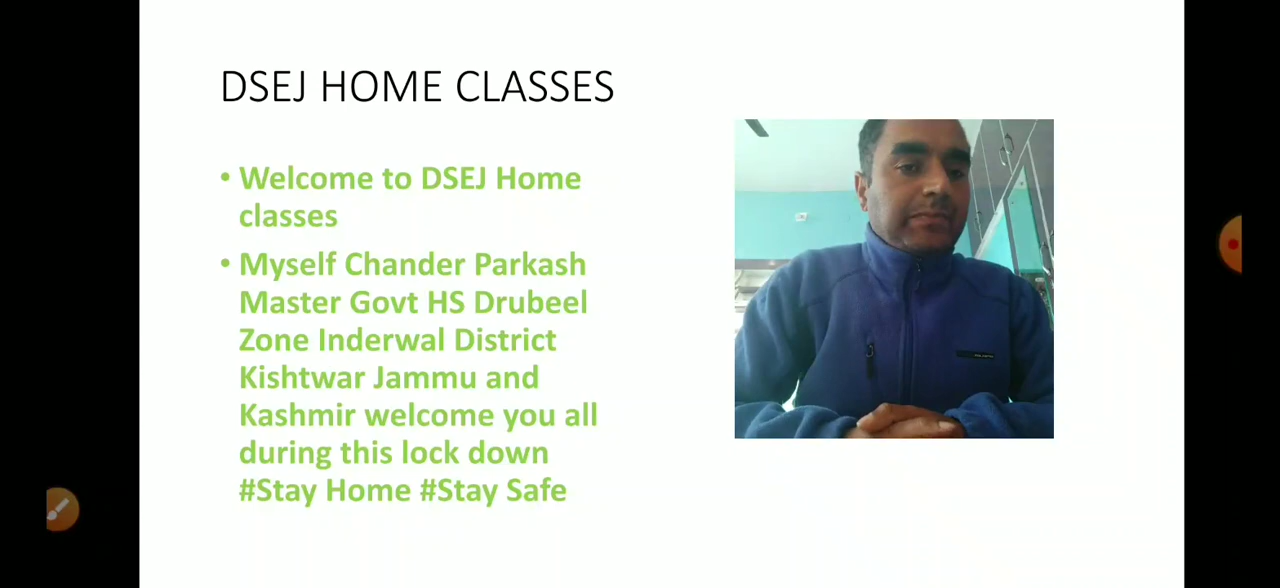 DSEJ HOME CLASSES
• Welcome to DSEJ Home
classes
• Myself Chander Parkash
Master Govt HS Drubeel
Zone Inderwal District
Kishtwar Jammu and
Kashmir welcome you all
during this lock down
#Stay Home #Stay Safe